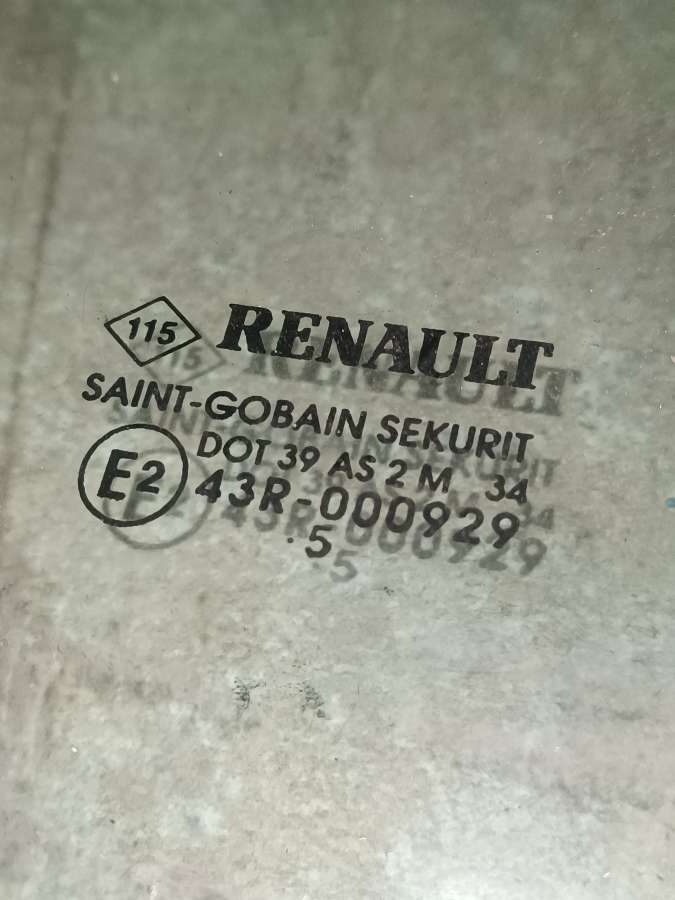 115 RENAULT
SAINT-GOBAIN SEKURIT
DOT 39 AS 2 M 34
E2 43R-000929
.5